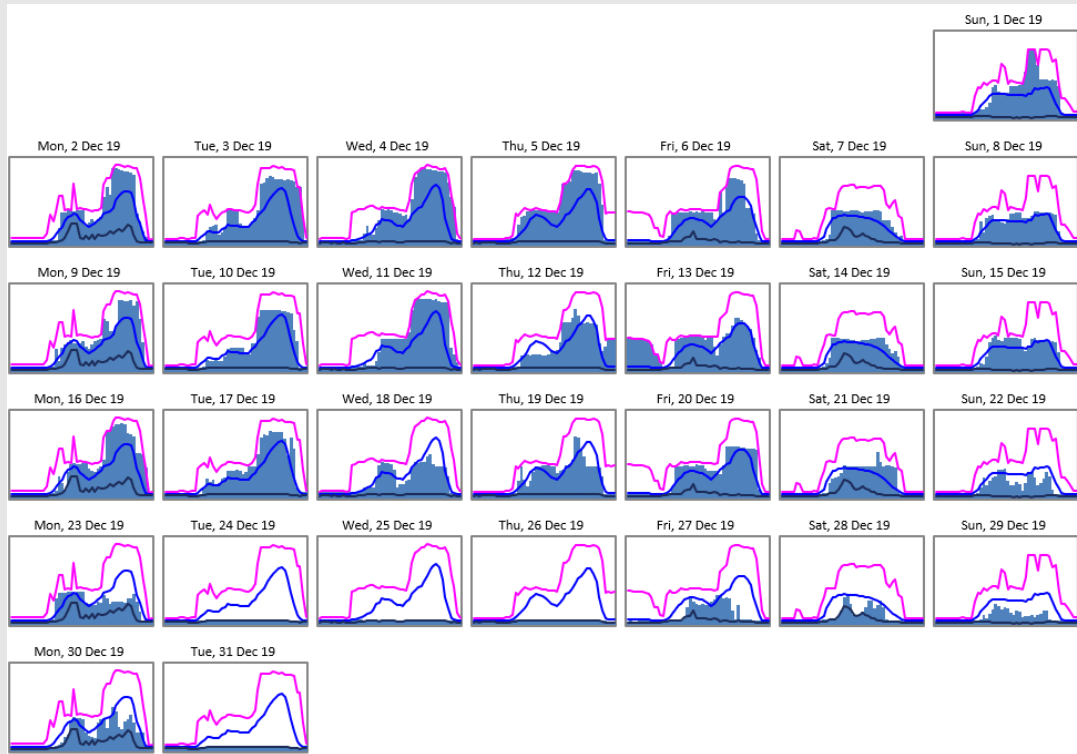 Sun, 1 Dec 19
Mon, 2 Dec 19
Tue, 3 Dec 19
Wed, 4 Dec 19
Thu, 5 Dec 19
Fri, 6 Dec 19
Sat, 7 Dec 19
Sun, 8 Dec 19
Mon, 9 Dec 19
Tue, 10 Dec 19
Wed, 11 Dec 19
Thu, 12 Dec 19
Fri, 13 Dec 19
Sat, 14 Dec 19
Sun, 15 Dec 19
Mon, 16 Dec 19
Tue, 17 Dec 19
Wed, 18 Dec 19
Thu, 19 Dec 19
Fri, 20 Dec 19
Sat, 21 Dec 19
Sun, 22 Dec 19
Mon, 23 Dec 19
Tue, 24 Dec 19
Wed, 25 Dec 19
Thu, 26 Dec 19
Fri, 27 Dec 19
Sat, 28 Dec 19
Sun, 29 Dec 19
Mon, 30 Dec 19
Tue, 31 Dec 19